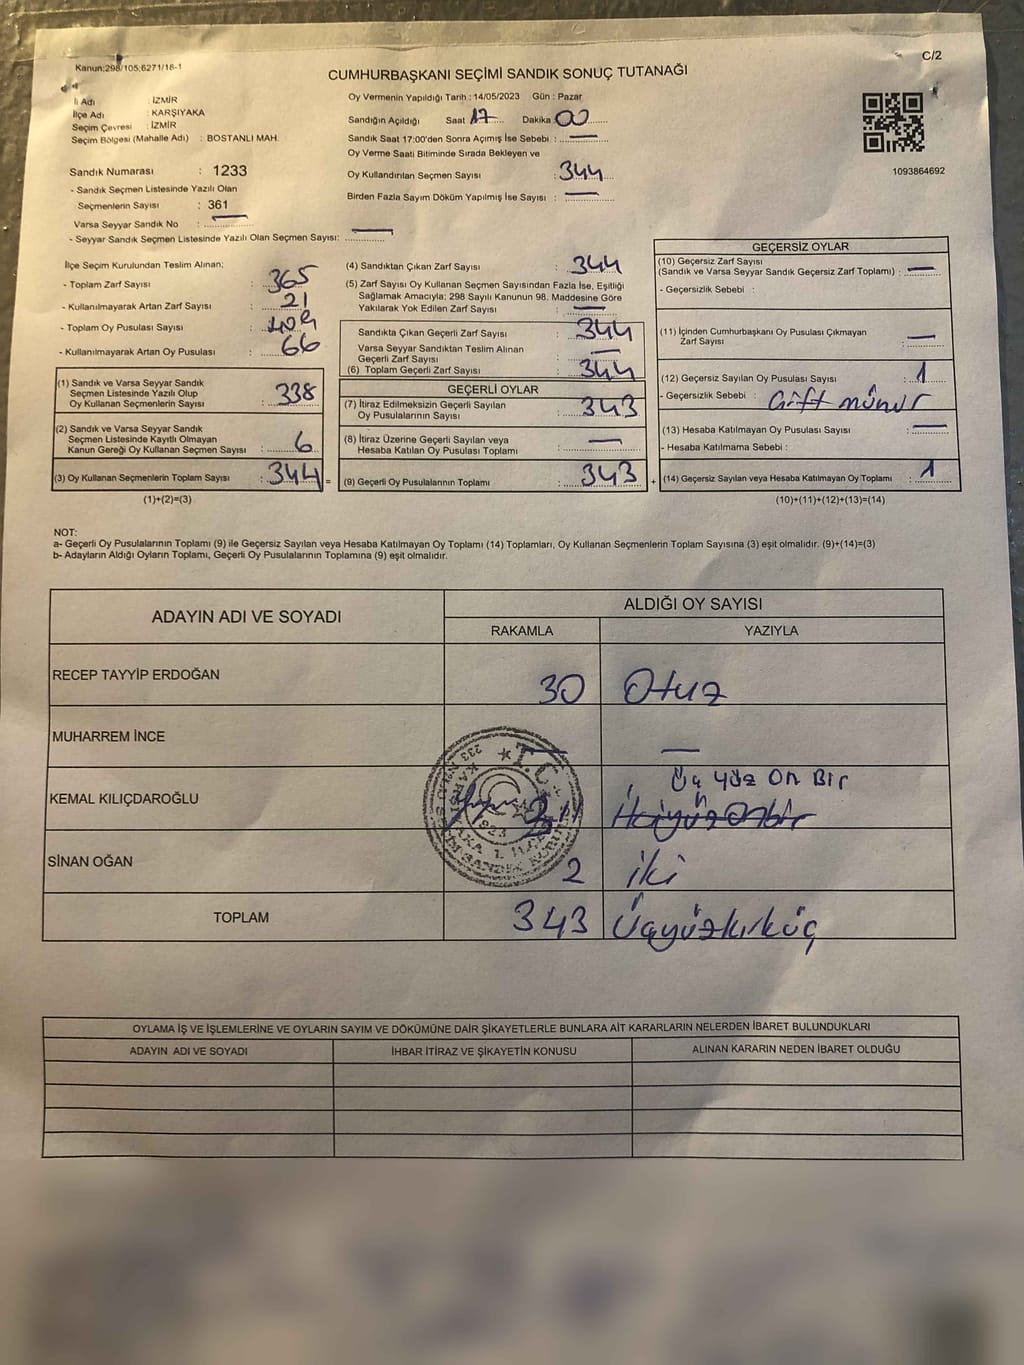 Kanun:298/105;6271/18-1
C/2
CUMHURBAŞKANI SEÇİMİ SANDIK SONUÇ TUTANAĞI
İl Adı : İZMİR
İlçe Adı : KARŞIYAKA
Seçim Çevresi : İZMİR
Seçim Bölgesi (Mahalle Adı) : BOSTANLI MAH.
Sandık Numarası : 1233
- Sandık Seçmen Listesinde Yazılı Olan
Seçmenlerin Sayısı : 361
Varsa Seyyar Sandık No :
- Seyyar Sandık Seçmen Listesinde Yazılı Olan Seçmen Sayısı:
Oy Vermenin Yapıldığı Tarih : 14/05/2023 Gün : Pazar
Sandığın Açıldığı Saat 17 Dakika 00
Sandık Saat 17:00'den Sonra Açımış İse Sebebi : —
Oy Verme Saati Bitiminde Sırada Bekleyen ve
Oy Kullandırılan Seçmen Sayısı : 344
Birden Fazla Sayım Döküm Yapılmış İse Sayısı : —
1093864692
İlçe Seçim Kurulundan Teslim Alınan;
- Toplam Zarf Sayısı : 365
- Kullanılmayarak Artan Zarf Sayısı : 21
- Toplam Oy Pusulası Sayısı : 409
- Kullanılmayarak Artan Oy Pusulası : 66
(1) Sandık ve Varsa Seyyar Sandık
Seçmen Listesinde Yazılı Olup
Oy Kullanan Seçmenlerin Sayısı : 338
(2) Sandık ve Varsa Seyyar Sandık
Seçmen Listesinde Kayıtlı Olmayan
Kanun Gereği Oy Kullanan Seçmen Sayısı : 6
(3) Oy Kullanan Seçmenlerin Toplam Sayısı : 344 =
(1)+(2)=(3)
(4) Sandıktan Çıkan Zarf Sayısı : 344
(5) Zarf Sayısı Oy Kullanan Seçmen Sayısından Fazla İse, Eşitliği
Sağlamak Amacıyla; 298 Sayılı Kanunun 98. Maddesine Göre
Yakılarak Yok Edilen Zarf Sayısı : —
Sandıkta Çıkan Geçerli Zarf Sayısı : 344
Varsa Seyyar Sandıktan Teslim Alınan
Geçerli Zarf Sayısı : —
(6) Toplam Geçerli Zarf Sayısı : 344
GEÇERLİ OYLAR
(7) İtiraz Edilmeksizin Geçerli Sayılan
Oy Pusulalarının Sayısı : 343
(8) İtiraz Üzerine Geçerli Sayılan veya
Hesaba Katılan Oy Pusulası Toplamı : —
(9) Geçerli Oy Pusulalarının Toplamı : 343 +
GEÇERSİZ OYLAR
(10) Geçersiz Zarf Sayısı
(Sandık ve Varsa Seyyar Sandık Geçersiz Zarf Toplamı) : —
- Geçersizlik Sebebi :
(11) İçinden Cumhurbaşkanı Oy Pusulası Çıkmayan
Zarf Sayısı : —
(12) Geçersiz Sayılan Oy Pusulası Sayısı : 1
- Geçersizlik Sebebi : Çift mühür
(13) Hesaba Katılmayan Oy Pusulası Sayısı : —
- Hesaba Katılmama Sebebi :
(14) Geçersiz Sayılan veya Hesaba Katılmayan Oy Toplamı : 1
(10)+(11)+(12)+(13)=(14)
NOT:
a- Geçerli Oy Pusulalarının Toplamı (9) ile Geçersiz Sayılan veya Hesaba Katılmayan Oy Toplamı (14) Toplamları, Oy Kullanan Seçmenlerin Toplam Sayısına (3) eşit olmalıdır. (9)+(14)=(3)
b- Adayların Aldığı Oyların Toplamı, Geçerli Oy Pusulalarının Toplamına (9) eşit olmalıdır.
ADAYIN ADI VE SOYADI
ALDIĞI OY SAYISI
RAKAMLA YAZIYLA
RECEP TAYYİP ERDOĞAN 30 Otuz
MUHARREM İNCE — —
Üç Yüz On Bir
KEMAL KILIÇDAROĞLU 311 İkiyüzOnbir
SİNAN OĞAN 2 İki
TOPLAM 343 Üçyüzkırküç
T.C.
1923
OYLAMA İŞ VE İŞLEMLERİNE VE OYLARIN SAYIM VE DÖKÜMÜNE DAİR ŞİKAYETLERLE BUNLARA AİT KARARLARIN NELERDEN İBARET BULUNDUKLARI
ADAYIN ADI VE SOYADI İHBAR İTİRAZ VE ŞİKAYETİN KONUSU ALINAN KARARIN NEDEN İBARET OLDUĞU